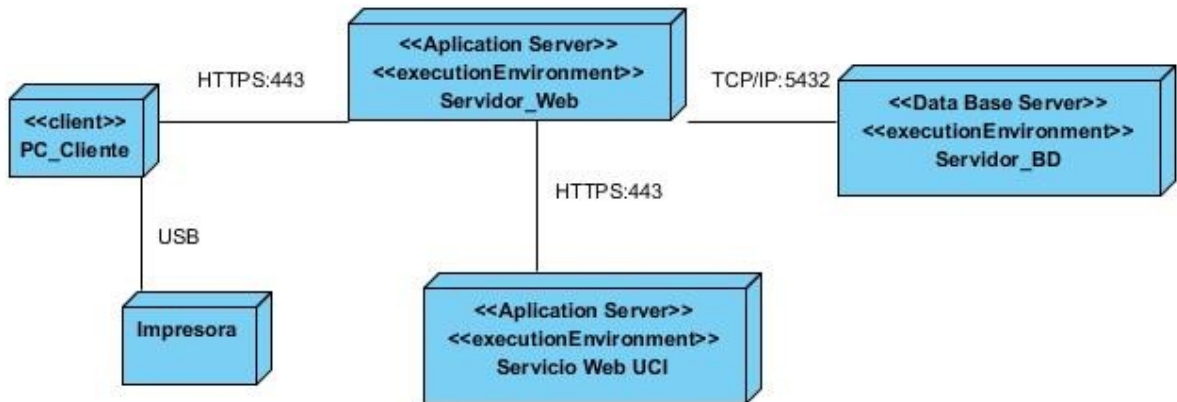 <<Aplication Server>>
<<executionEnvironment>>
Servidor_Web
HTTPS:443
TCP/IP:5432
<<client>>
PC_Cliente
<<Data Base Server>>
<<executionEnvironment>>
Servidor_BD
HTTPS:443
USB
Impresora
<<Aplication Server>>
<<executionEnvironment>>
Servicio Web UCI